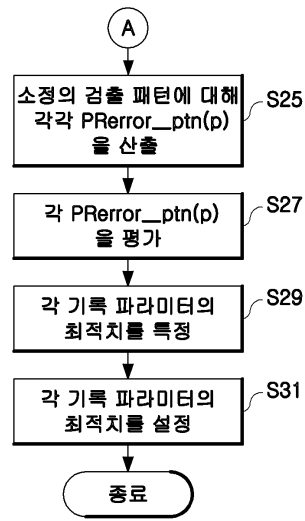 A
소정의 검출 패턴에 대해
각각 PRerror__ptn(p)
을 산출
S25
각 PRerror__ptn(p)
을 평가
S27
각 기록 파라미터의
최적치를 특정
S29
각 기록 파라미터의
최적치를 설정
S31
종료